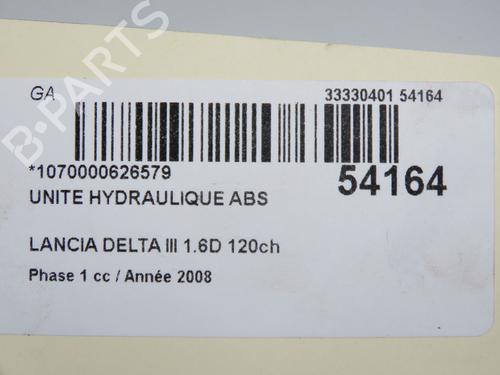 GA
33330401 54164
*1070000626579
54164
UNITE HYDRAULIQUE ABS
LANCIA DELTA III 1.6D 120ch
Phase 1 cc / Année 2008
B-PARTS